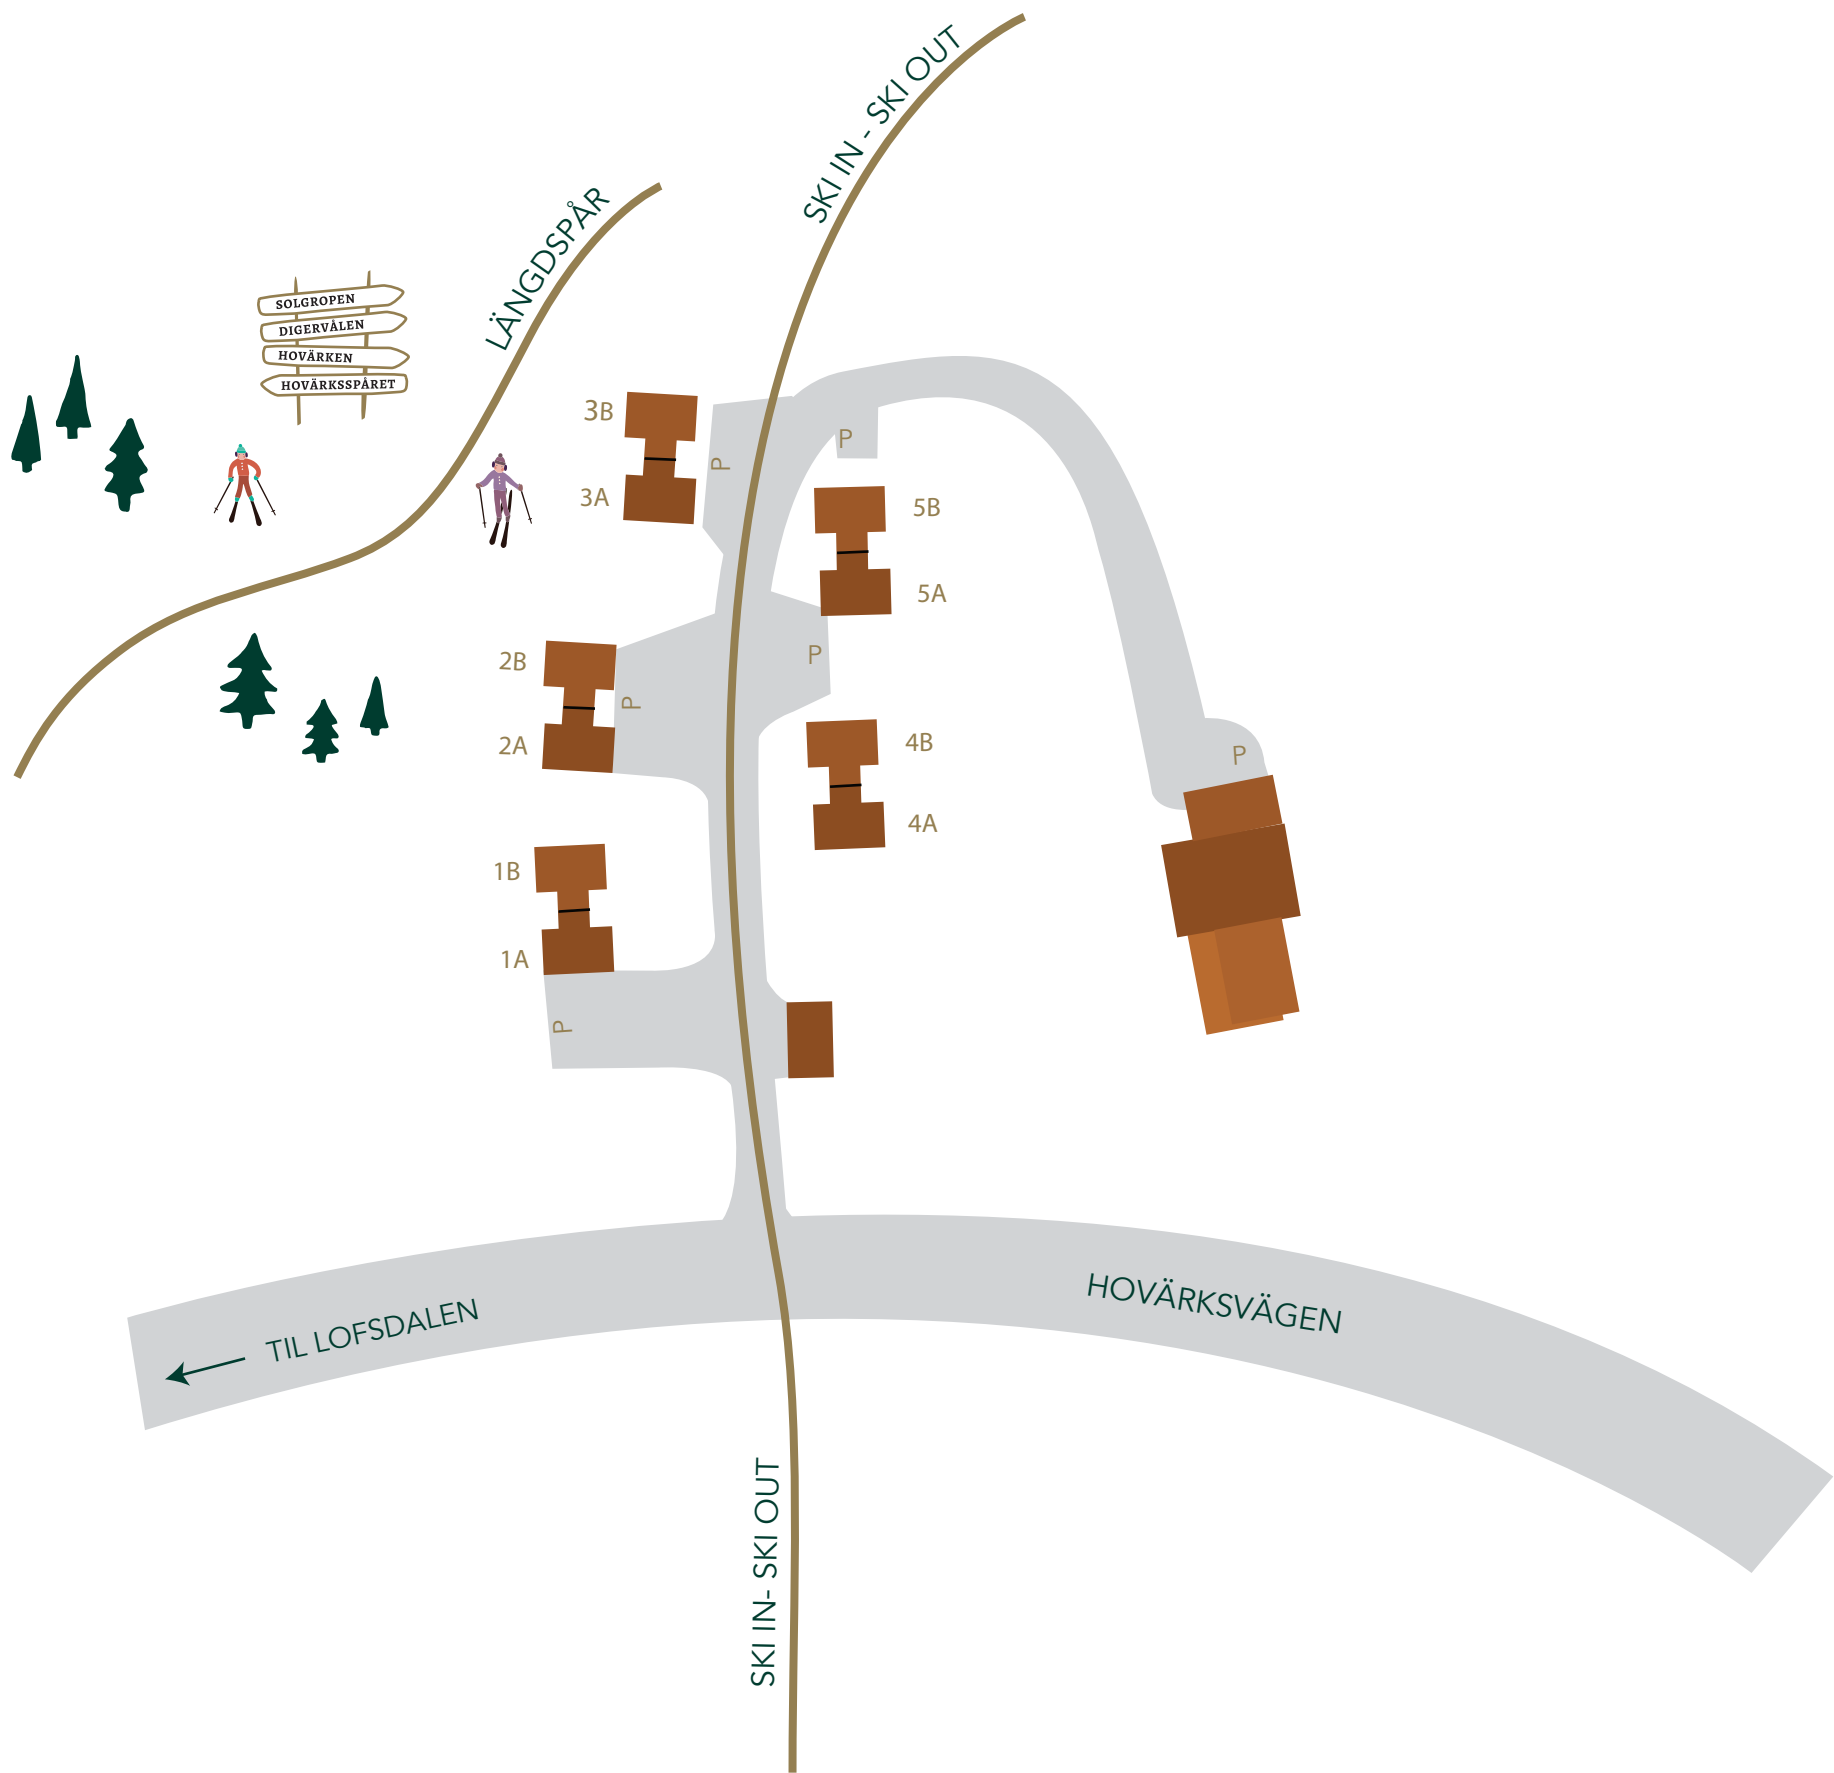 SKI IN - SKI OUT
LÄNGDSPÅR
SOLGROPEN
DIGERVÅLEN
HOVÄRKEN
HOVÄRKSSPÅRET
3B
P
P
3A
5B
5A
2B
P
P
2A
4B
P
4A
1B
1A
P
HOVÄRKSVÄGEN
TIL LOFSDALEN
SKI IN- SKI OUT